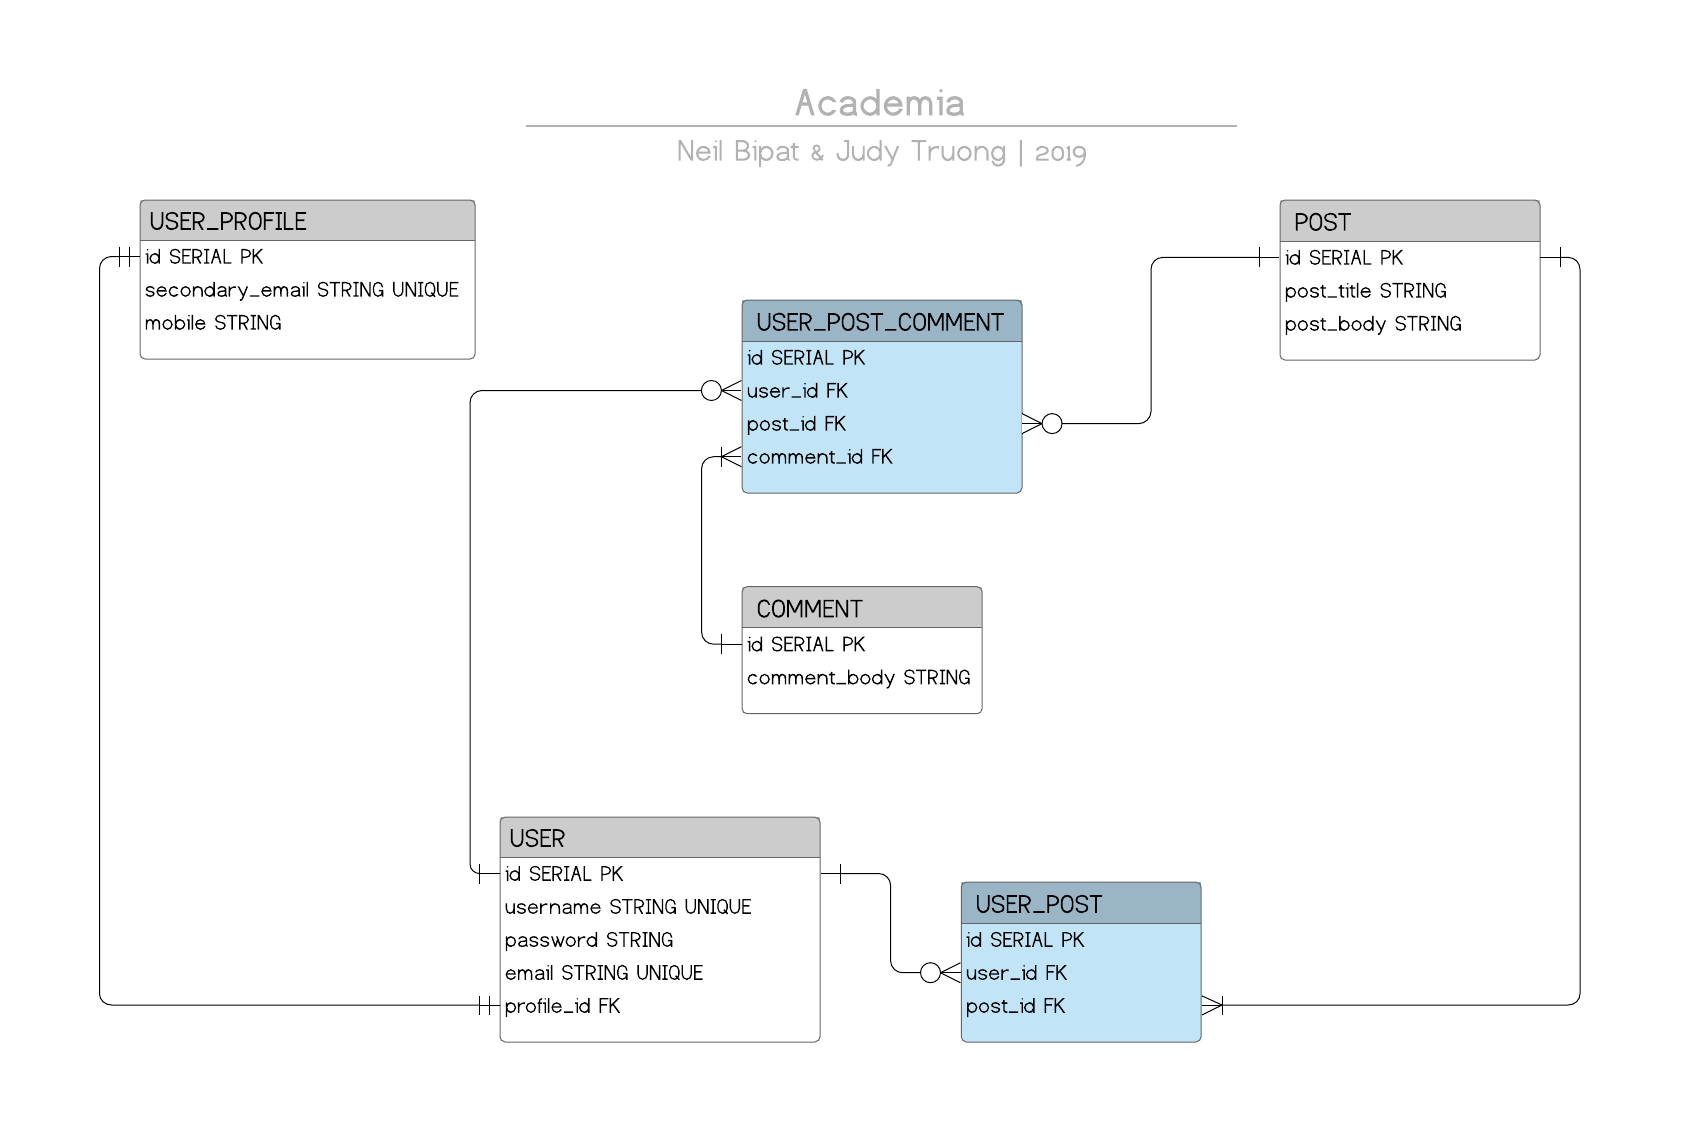 Academia
Neil Bipat & Judy Truong | 2019
USER_PROFILE
id SERIAL PK
secondary_email STRING UNIQUE
mobile STRING
POST
id SERIAL PK
post_title STRING
post_body STRING
USER_POST_COMMENT
id SERIAL PK
user_id FK
post_id FK
comment_id FK
COMMENT
id SERIAL PK
comment_body STRING
USER
id SERIAL PK
username STRING UNIQUE
password STRING
email STRING UNIQUE
profile_id FK
USER_POST
id SERIAL PK
user_id FK
post_id FK